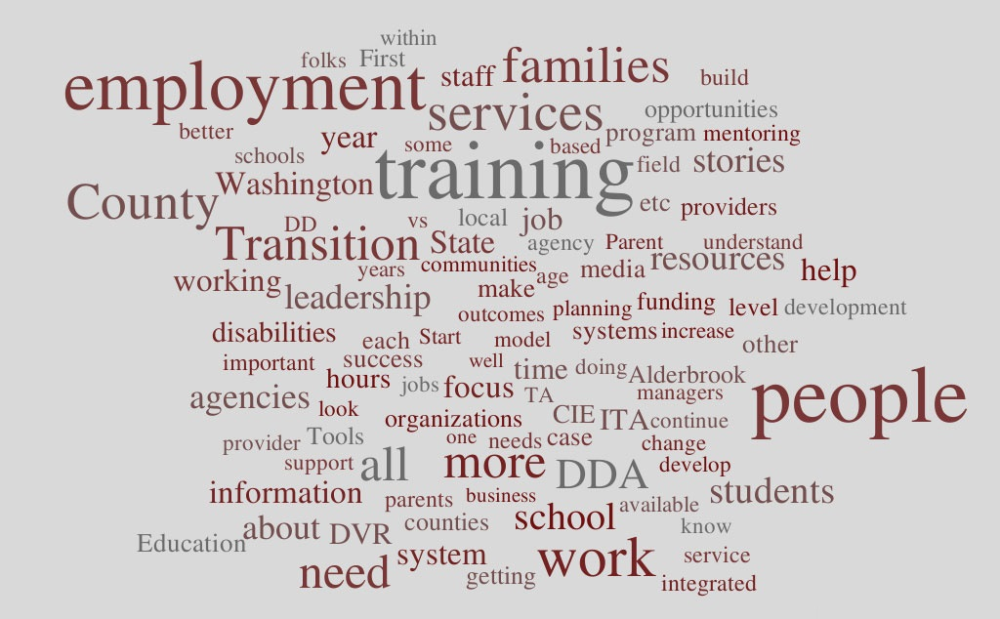 within
folks First
employment staff families build
services opportunities
better year some based program mentoring
schools training field stories
Washington
County etc providers
DD vs local job
Transition State agency Parent understand
years communities age media resources help
working leadership make
outcomes planning funding level development
disabilities each Start model systems increase other
important success well time doing Alderbrook
hours jobs focus TA managers people
agencies look organizations CIE ITA continue
provider Tools one needs case change
support all more DDA develop
information parents business students
school available
Education about DVR counties know
need system getting work service
integrated